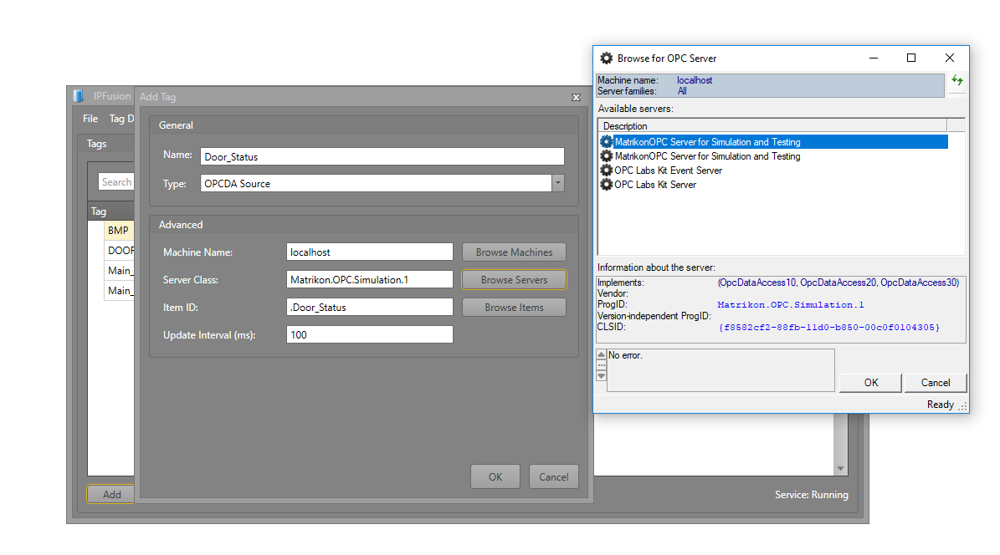 IPFusion
File Tag D
Tags
Search
Tag
BMP
DOOR
Main_
Main_
Add
Service: Running
Add Tag
General
Name: Door_Status
Type: OPCDA Source
Advanced
Machine Name: localhost Browse Machines
Server Class: Matrikon.OPC.Simulation.1 Browse Servers
Item ID: .Door_Status Browse Items
Update Interval (ms): 100
OK Cancel
Browse for OPC Server
Machine name: localhost
Server families: All
Available servers:
Description
MatrikonOPC Server for Simulation and Testing
MatrikonOPC Server for Simulation and Testing
OPC Labs Kit Event Server
OPC Labs Kit Server
Information about the server:
Implements: (OpcDataAccess10, OpcDataAccess20, OpcDataAccess30)
Vendor:
ProgID: Matrikon.OPC.Simulation.1
Version-independent ProgID:
CLSID: {f8582cf2-88fb-11d0-b850-00c0f0104305}
No error.
OK Cancel
Ready